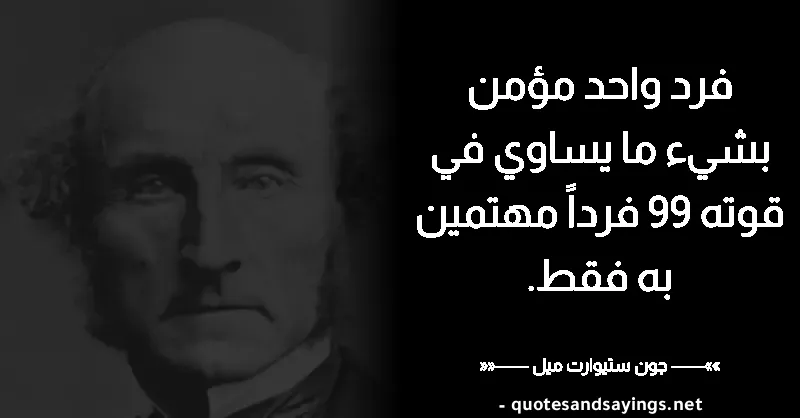 فرد واحد مؤمن
بشيء ما يساوي في
قوته 99 فرداً مهتمين
به فقط.
»»—— جون ستيوارت ميل ——««
- quotesandsayings.net